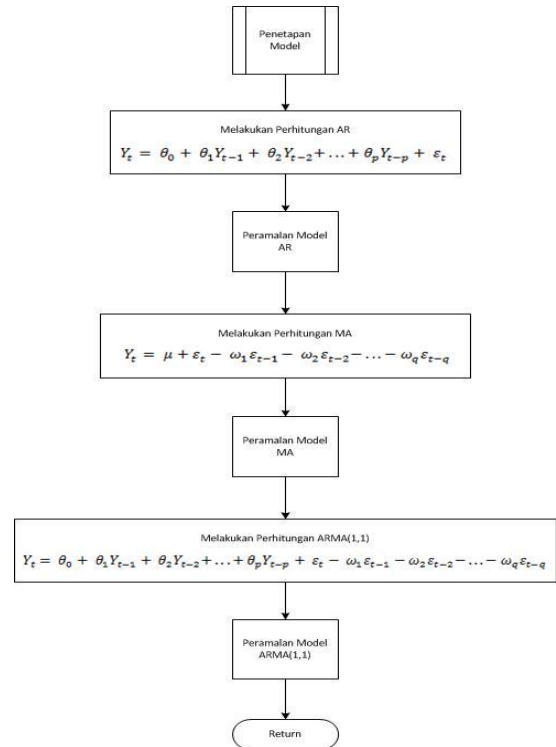 Penetapan
Model
Melakukan Perhitungan AR
Y_t = θ_0 + θ_1Y_{t-1} + θ_2Y_{t-2}+...+ θ_pY_{t-p} + ε_t
Peramalan Model
AR
Melakukan Perhitungan MA
Y_t = μ + ε_t − ω_1ε_{t-1} − ω_2ε_{t-2} − ... − ω_qε_{t-q}
Peramalan Model
MA
Melakukan Perhitungan ARMA(1,1)
Y_t = θ_0 + θ_1Y_{t-1} + θ_2Y_{t-2}+...+ θ_pY_{t-p} + ε_t − ω_1ε_{t-1} − ω_2ε_{t-2} − ... − ω_qε_{t-q}
Peramalan Model
ARMA(1,1)
Return